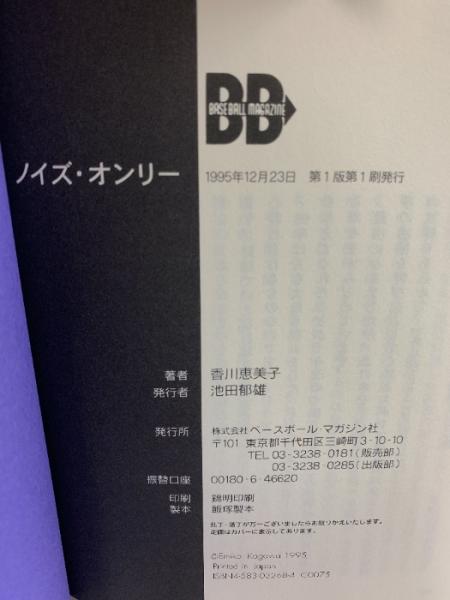 BB
BASEBALL MAGAZINE
ノイズ・オンリー
1995年12月23日 第1版第1刷発行
著者 香川恵美子
発行者 池田郁雄
発行所 株式会社ベースボール・マガジン社
〒101 東京都千代田区三崎町3-10-10
TEL 03-3238-0181(販売部)
03-3238-0285(出版部)
振替口座 00180-6-46620
印刷 錦明印刷
製本 飯塚製本
乱丁・落丁が万一ございましたらお取りかえいたします。
定価はカバーに表示してあります。
©Emiko Kagawa 1995
Printed in Japan
ISBN4-583-03268-4 C0075